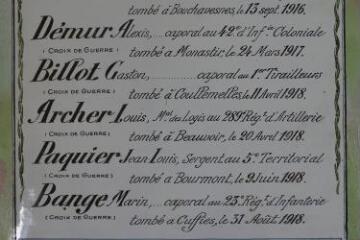 tombé à Bouchavesnes, le 13 sept. 1916.
Démur Alexis,... caporal au 42e d'Infie Coloniale
(CROIX DE GUERRE) tombé à Monastir, le 24 Mars 1917.
Billot Gaston,........... caporal au 1er Tirailleurs
(CROIX DE GUERRE) tombé à Coullemelles, le 11 Avril 1918.
Archer Louis, Mal des Logis au 289e Régt d'Artillerie
(CROIX DE GUERRE) tombé à Beauvoir, le 20 Avril 1918.
Paquier Jean Louis, Sergent au 5e Territorial
(CROIX DE GUERRE) tombé à Bourmont, le 9 Juin 1918.
Bange Marin,... caporal au 23e Régt d'Infanterie
(CROIX DE GUERRE) tombé à Cuffies, le 31 Août 1918.